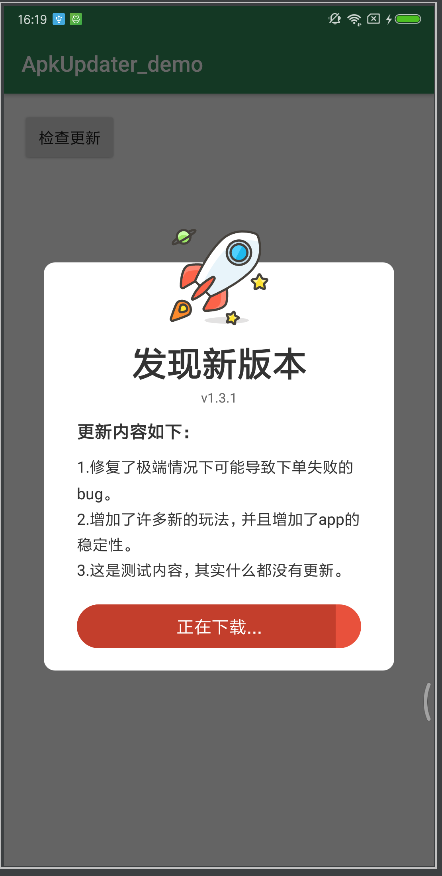 16:19
ApkUpdater_demo
检查更新
发现新版本
v1.3.1
更新内容如下：
1.修复了极端情况下可能导致下单失败的
bug。
2.增加了许多新的玩法，并且增加了app的
稳定性。
3.这是测试内容，其实什么都没有更新。
正在下载...